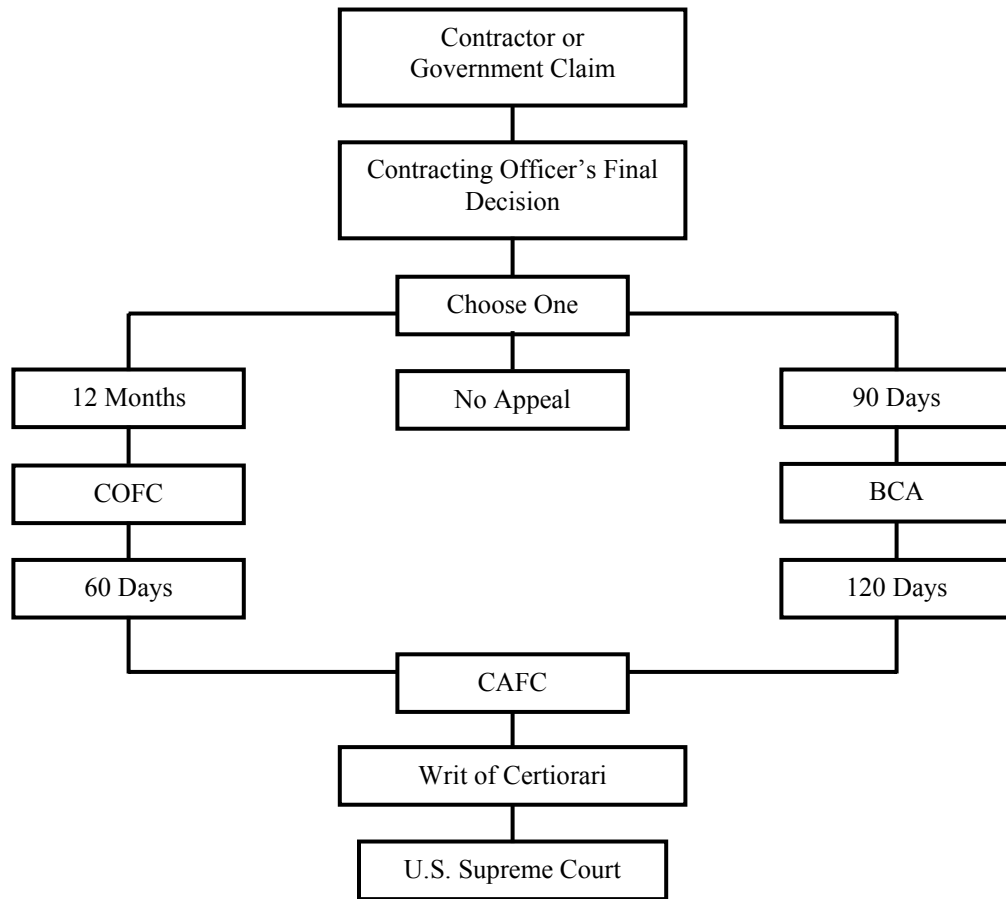 Contractor or
Government Claim
Contracting Officer’s Final
Decision
Choose One
12 Months
No Appeal
90 Days
COFC
BCA
60 Days
120 Days
CAFC
Writ of Certiorari
U.S. Supreme Court